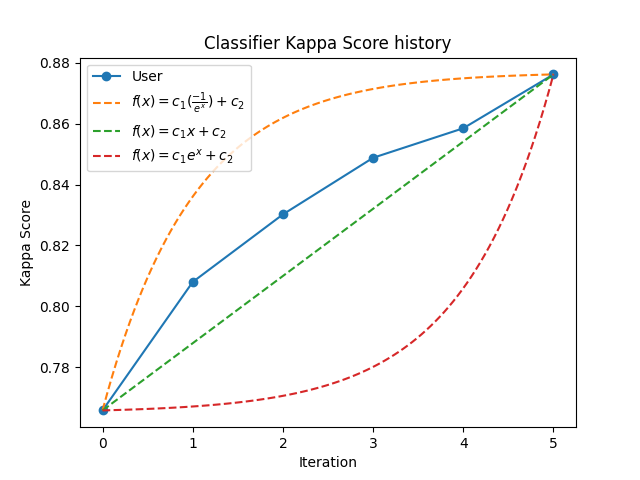 Classifier Kappa Score history
0.88
0.86
0.84
0.82
0.80
0.78
Kappa Score
User
f(x) = c₁(-1/eˣ) + c₂
f(x) = c₁x + c₂
f(x) = c₁eˣ + c₂
0 1 2 3 4 5
Iteration